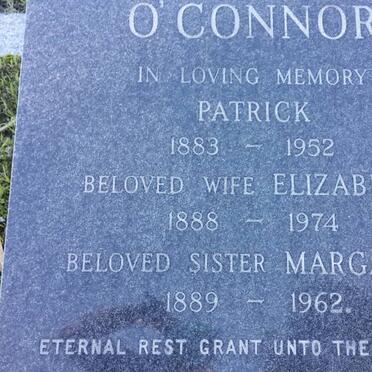 O'CONNOR
IN LOVING MEMORY
PATRICK
1883 – 1952
BELOVED WIFE ELIZAB
1888 – 1974
BELOVED SISTER MARGA
1889 – 1962.
ETERNAL REST GRANT UNTO THE